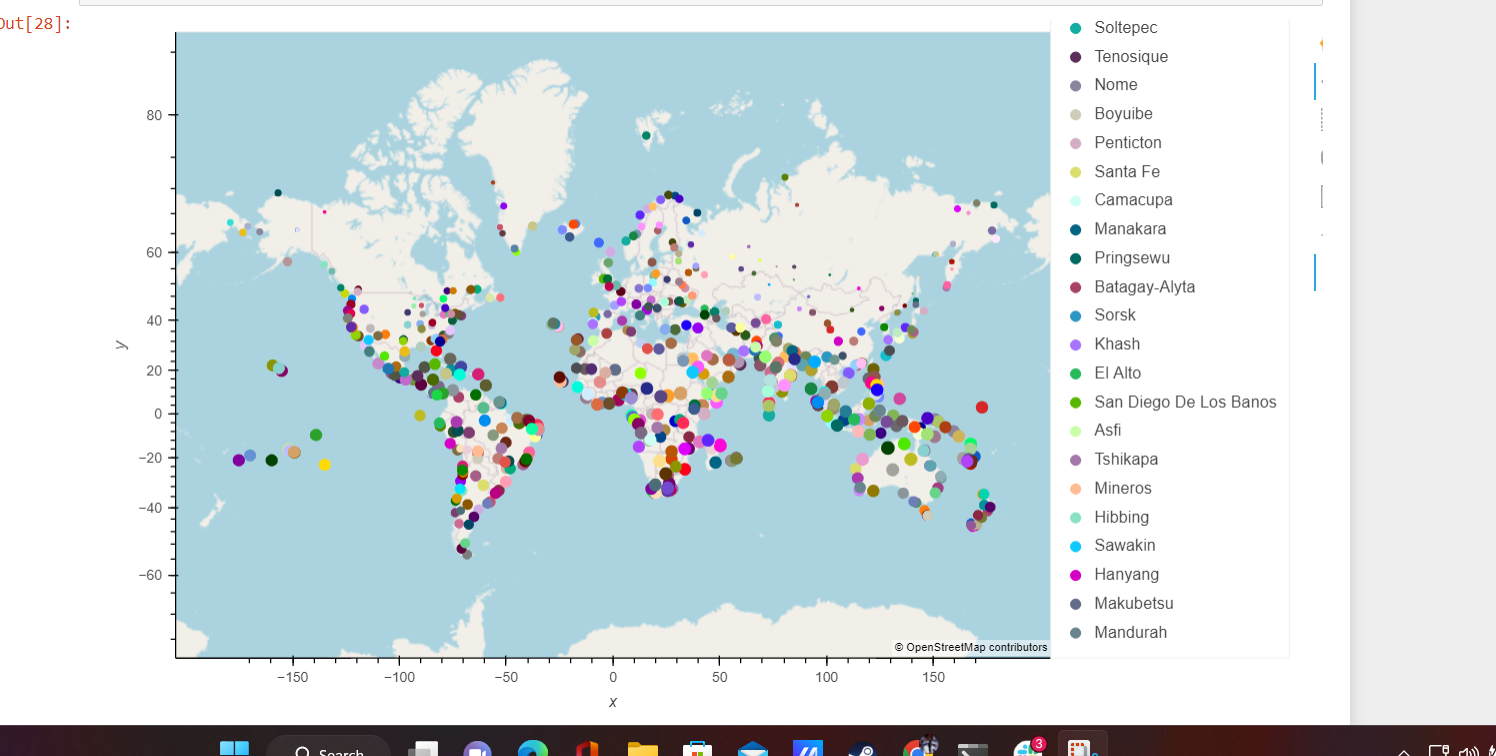 Out[28]:
80
60
40
20
0
−20
−40
−60
y
−150
−100
−50
0
50
100
150
x
© OpenStreetMap contributors
Soltepec
Tenosique
Nome
Boyuibe
Penticton
Santa Fe
Camacupa
Manakara
Pringsewu
Batagay-Alyta
Sorsk
Khash
El Alto
San Diego De Los Banos
Asfi
Tshikapa
Mineros
Hibbing
Sawakin
Hanyang
Makubetsu
Mandurah
Search
3